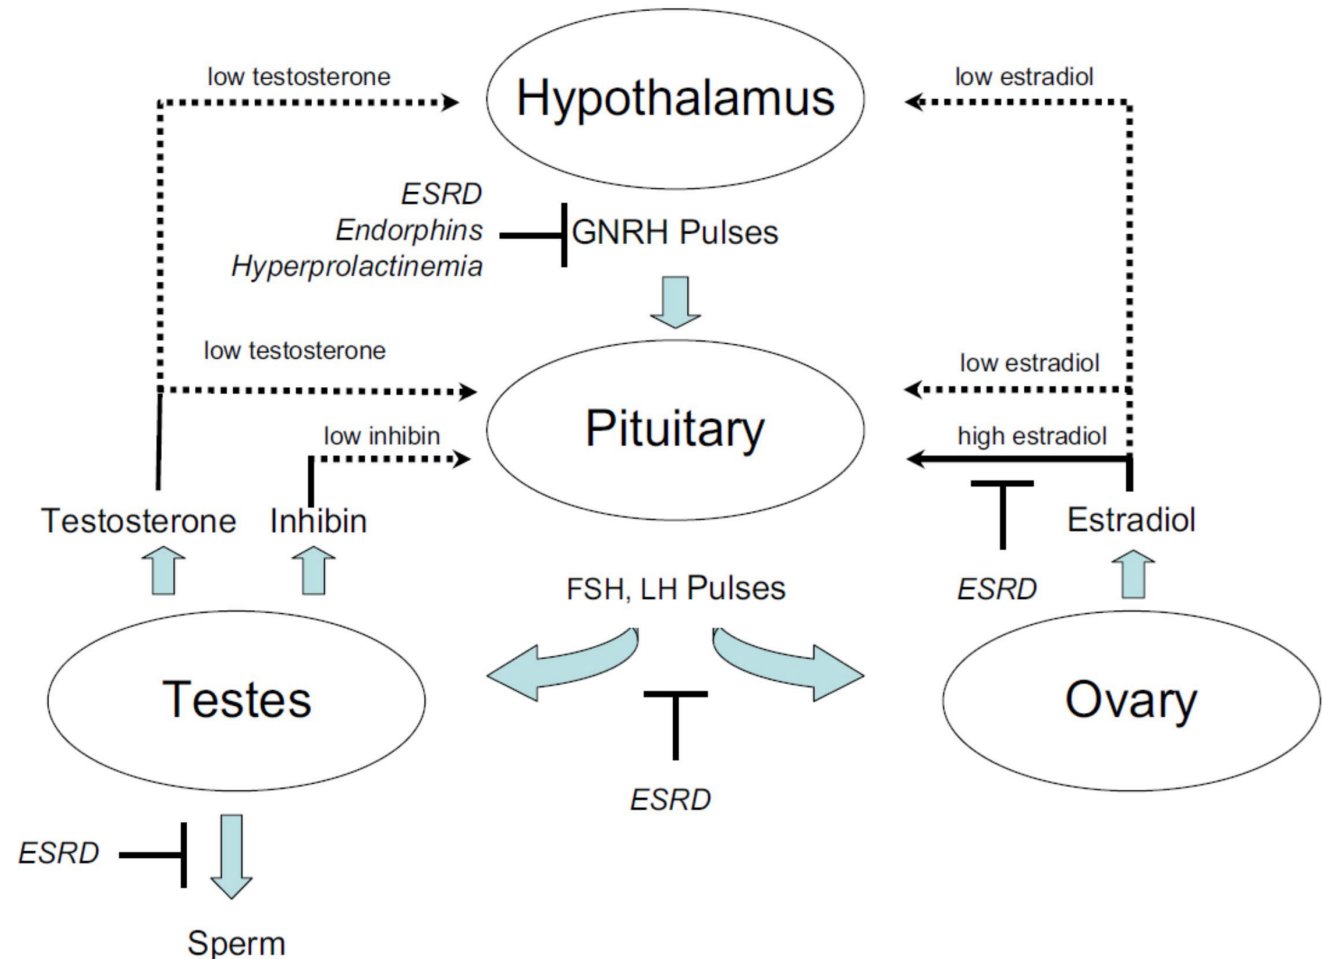 low testosterone
Hypothalamus
low estradiol
ESRD
Endorphins
Hyperprolactinemia
GNRH Pulses
low testosterone
low estradiol
Pituitary
low inhibin
high estradiol
Testosterone
Inhibin
Estradiol
FSH, LH Pulses
ESRD
Testes
Ovary
ESRD
ESRD
Sperm